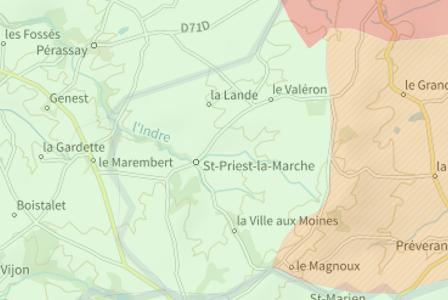 D71D
les Fossés
Pérassay
le Valéron
le Grand
la Lande
Genest
l'Indre
la Gardette
le Marembert
St-Priest-la-Marche
la
Boistalet
la Ville aux Moines
Préveran
le Magnoux
Vijon
St-Marien